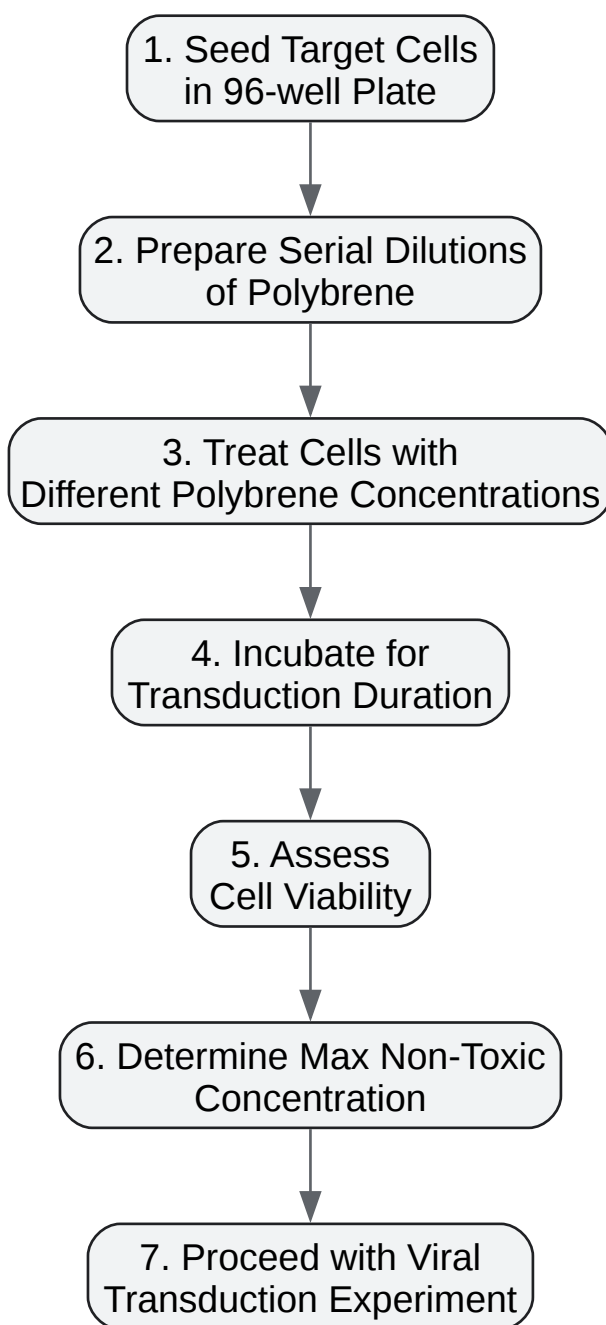 1. Seed Target Cells
in 96-well Plate
2. Prepare Serial Dilutions
of Polybrene
3. Treat Cells with
Different Polybrene Concentrations
4. Incubate for
Transduction Duration
5. Assess
Cell Viability
6. Determine Max Non-Toxic
Concentration
7. Proceed with Viral
Transduction Experiment